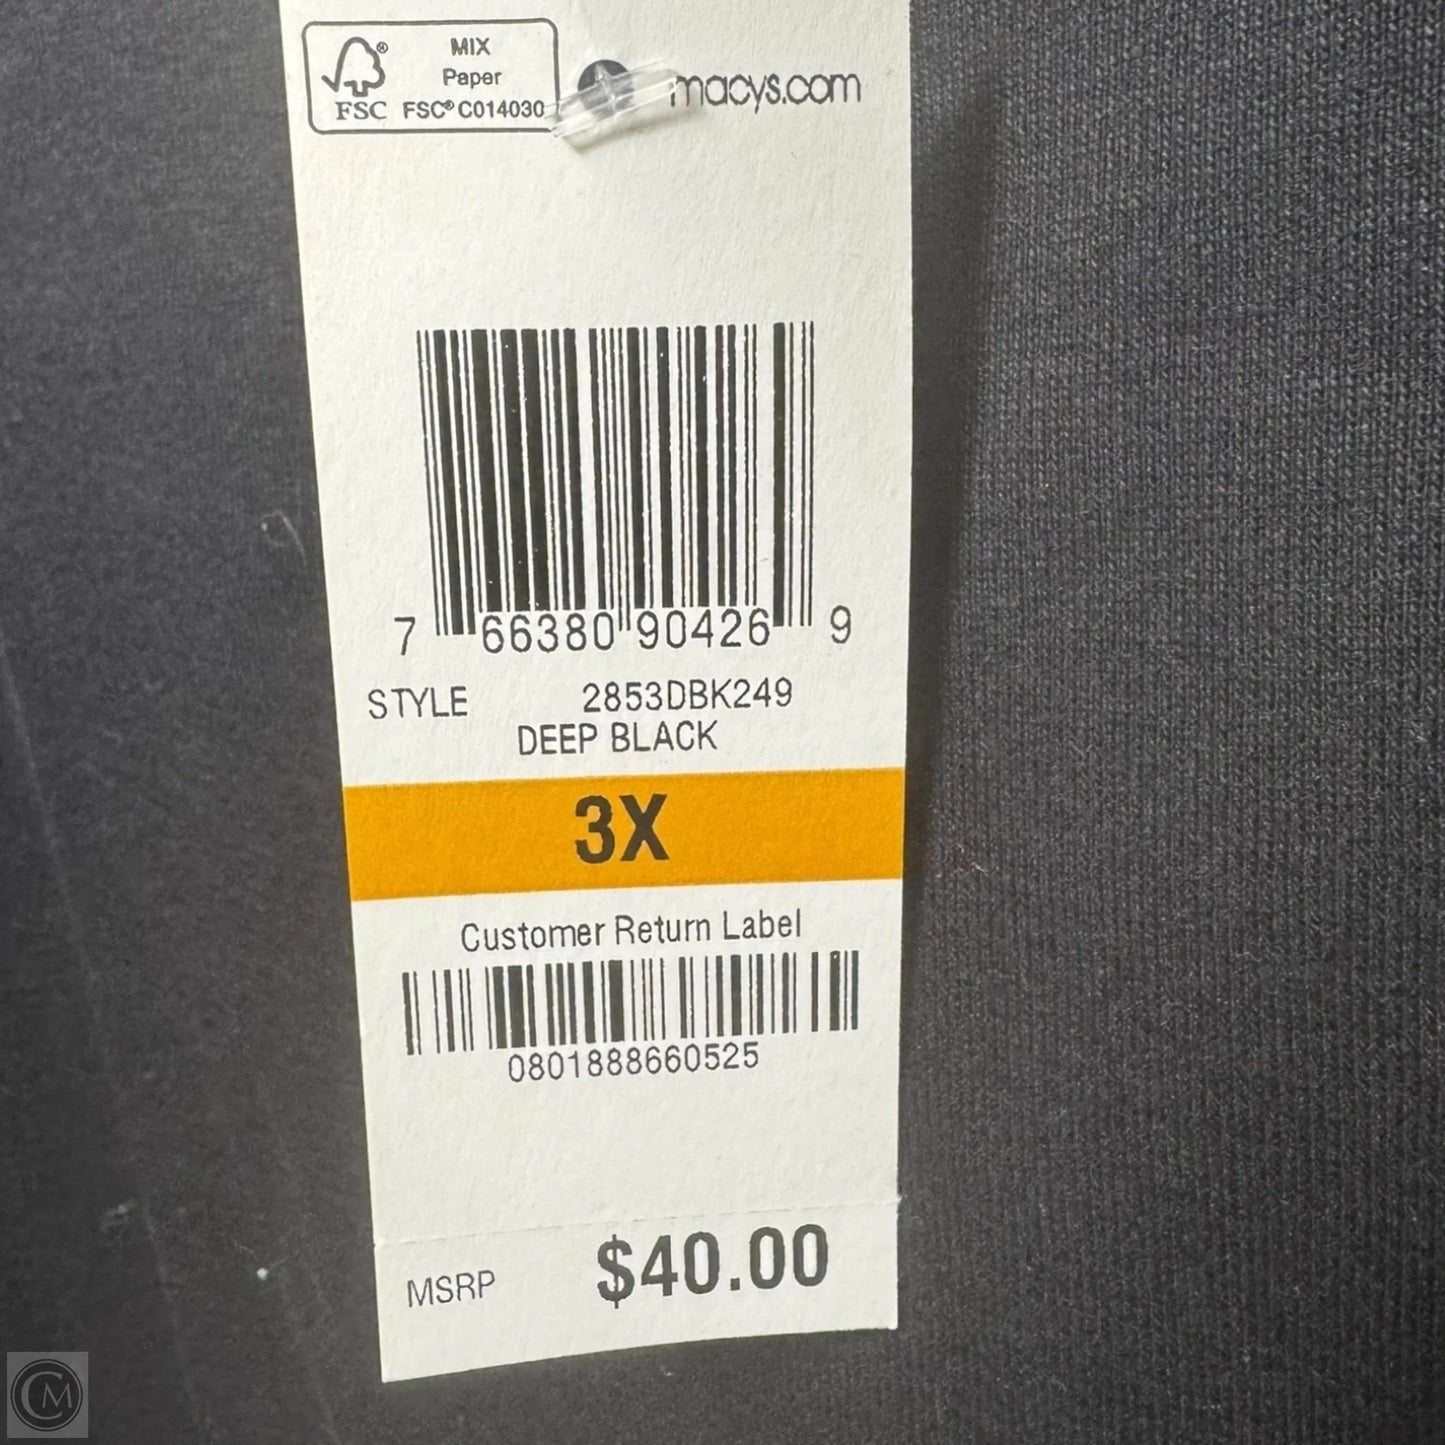 MIX
Paper
FSC FSC® C014030
macys.com
7 66380 90426 9
STYLE 2853DBK249
DEEP BLACK
3X
Customer Return Label
0801888660525
MSRP $40.00
CM